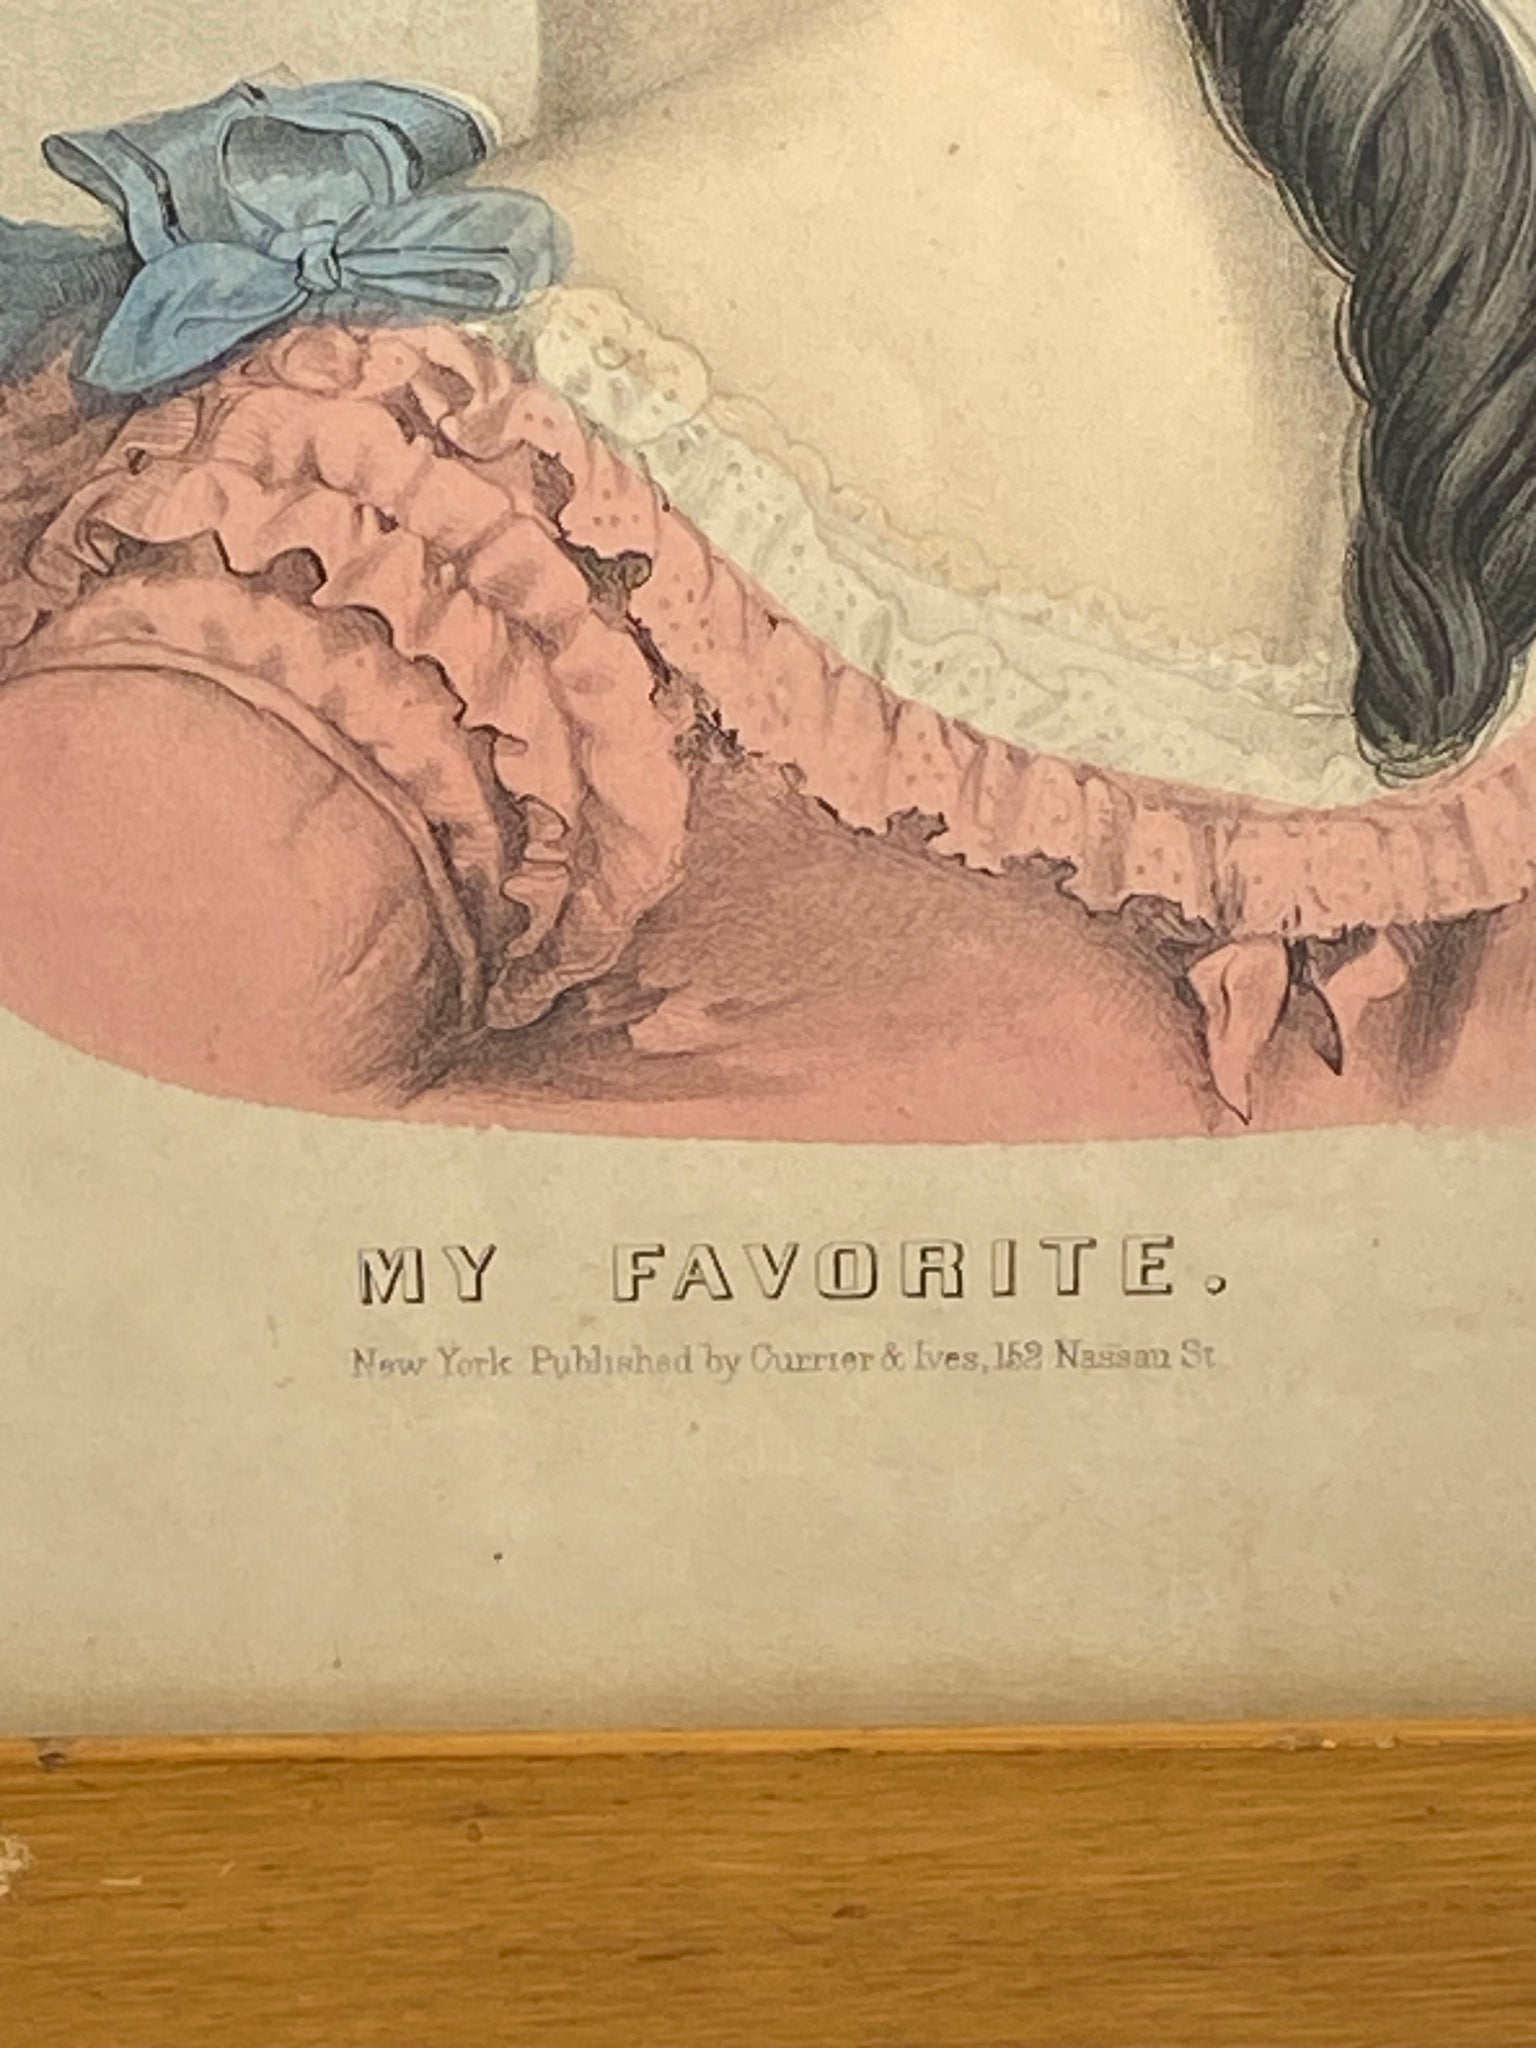 MY FAVORITE.
New York Published by Currier & Ives, 152 Nassau St